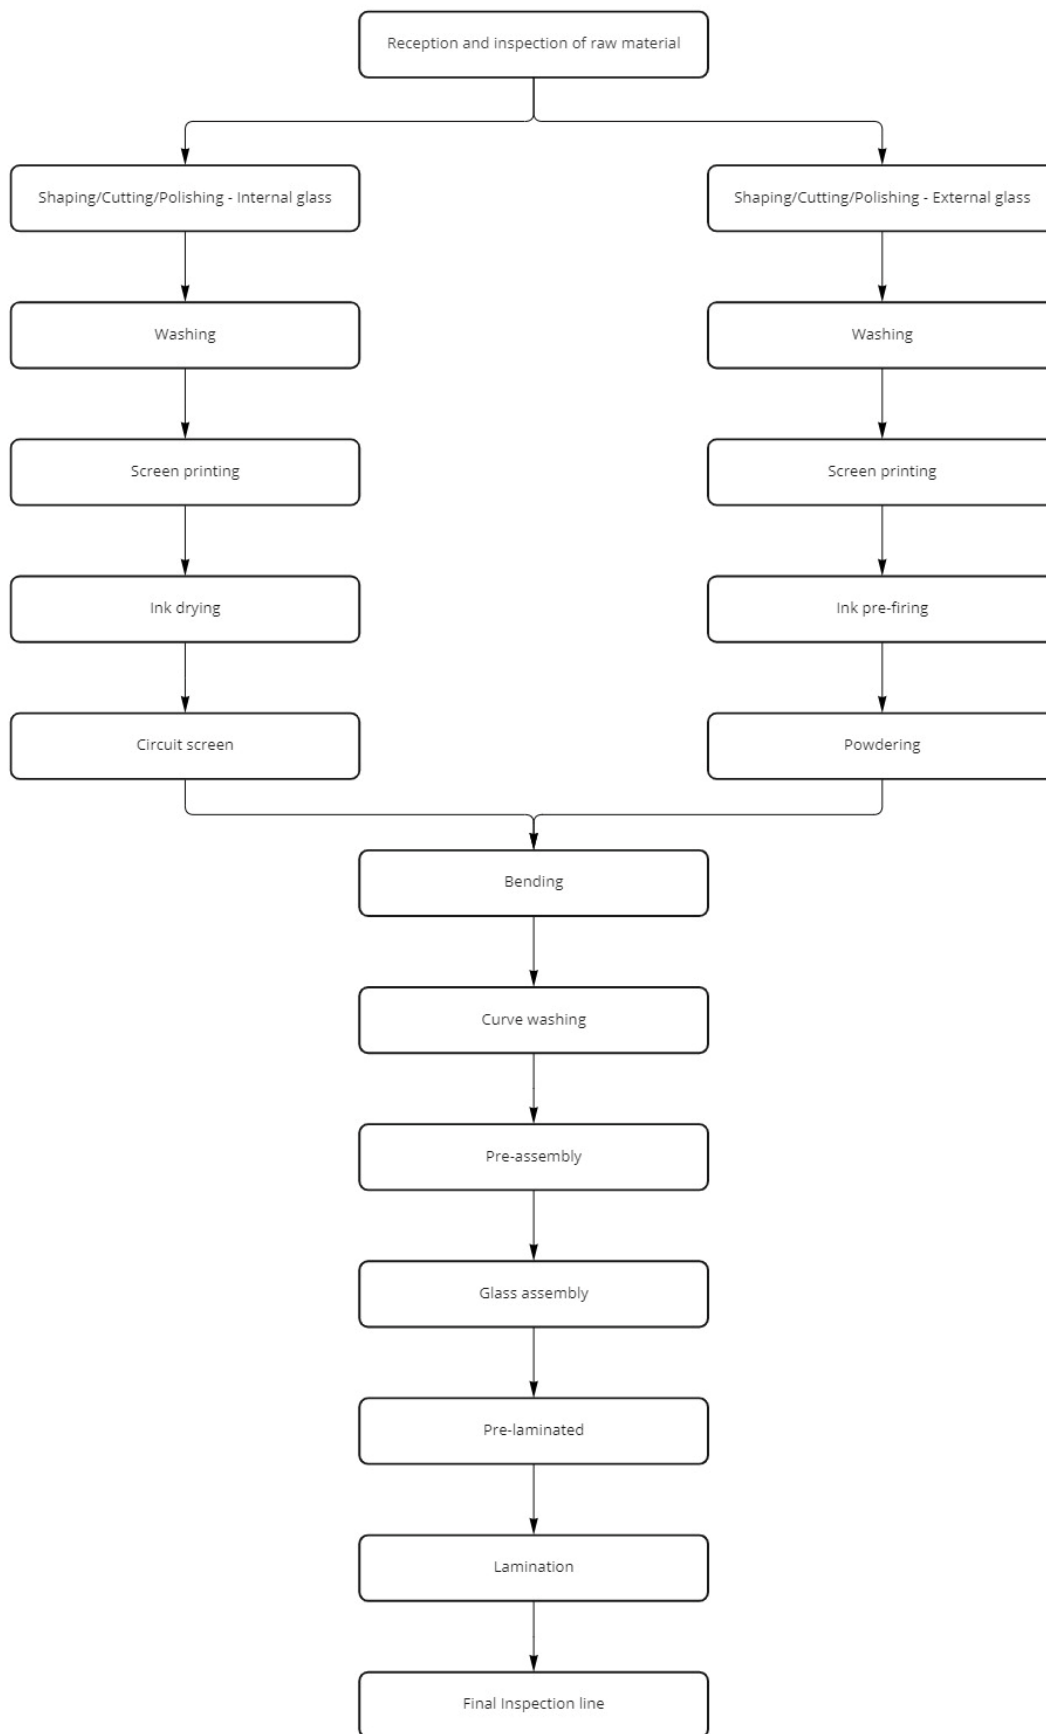 Reception and inspection of raw material
Shaping/Cutting/Polishing - Internal glass
Shaping/Cutting/Polishing - External glass
Washing
Washing
Screen printing
Screen printing
Ink drying
Ink pre-firing
Circuit screen
Powdering
Bending
Curve washing
Pre-assembly
Glass assembly
Pre-laminated
Lamination
Final Inspection line